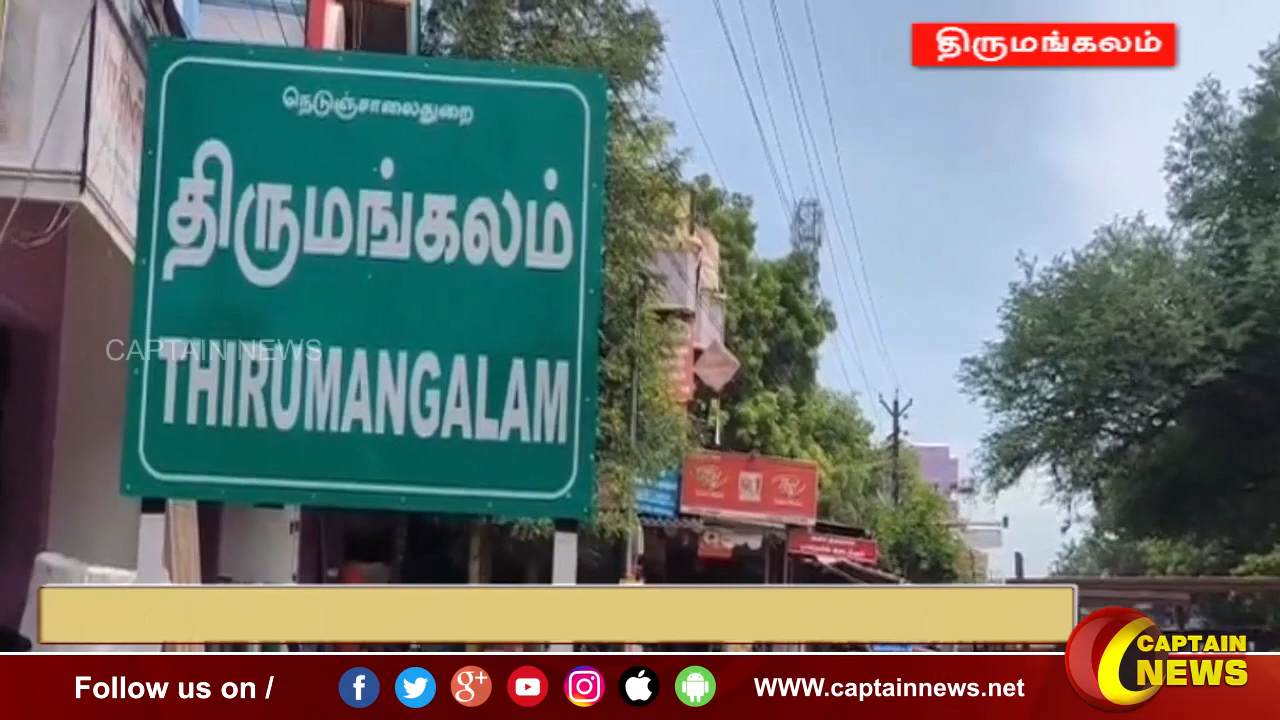 திருமங்கலம்
நெடுஞ்சாலைதுறை
திருமங்கலம்
THIRUMANGALAM
CAPTAIN NEWS
CAPTAIN
NEWS
Follow us on /
WWW.captainnews.net